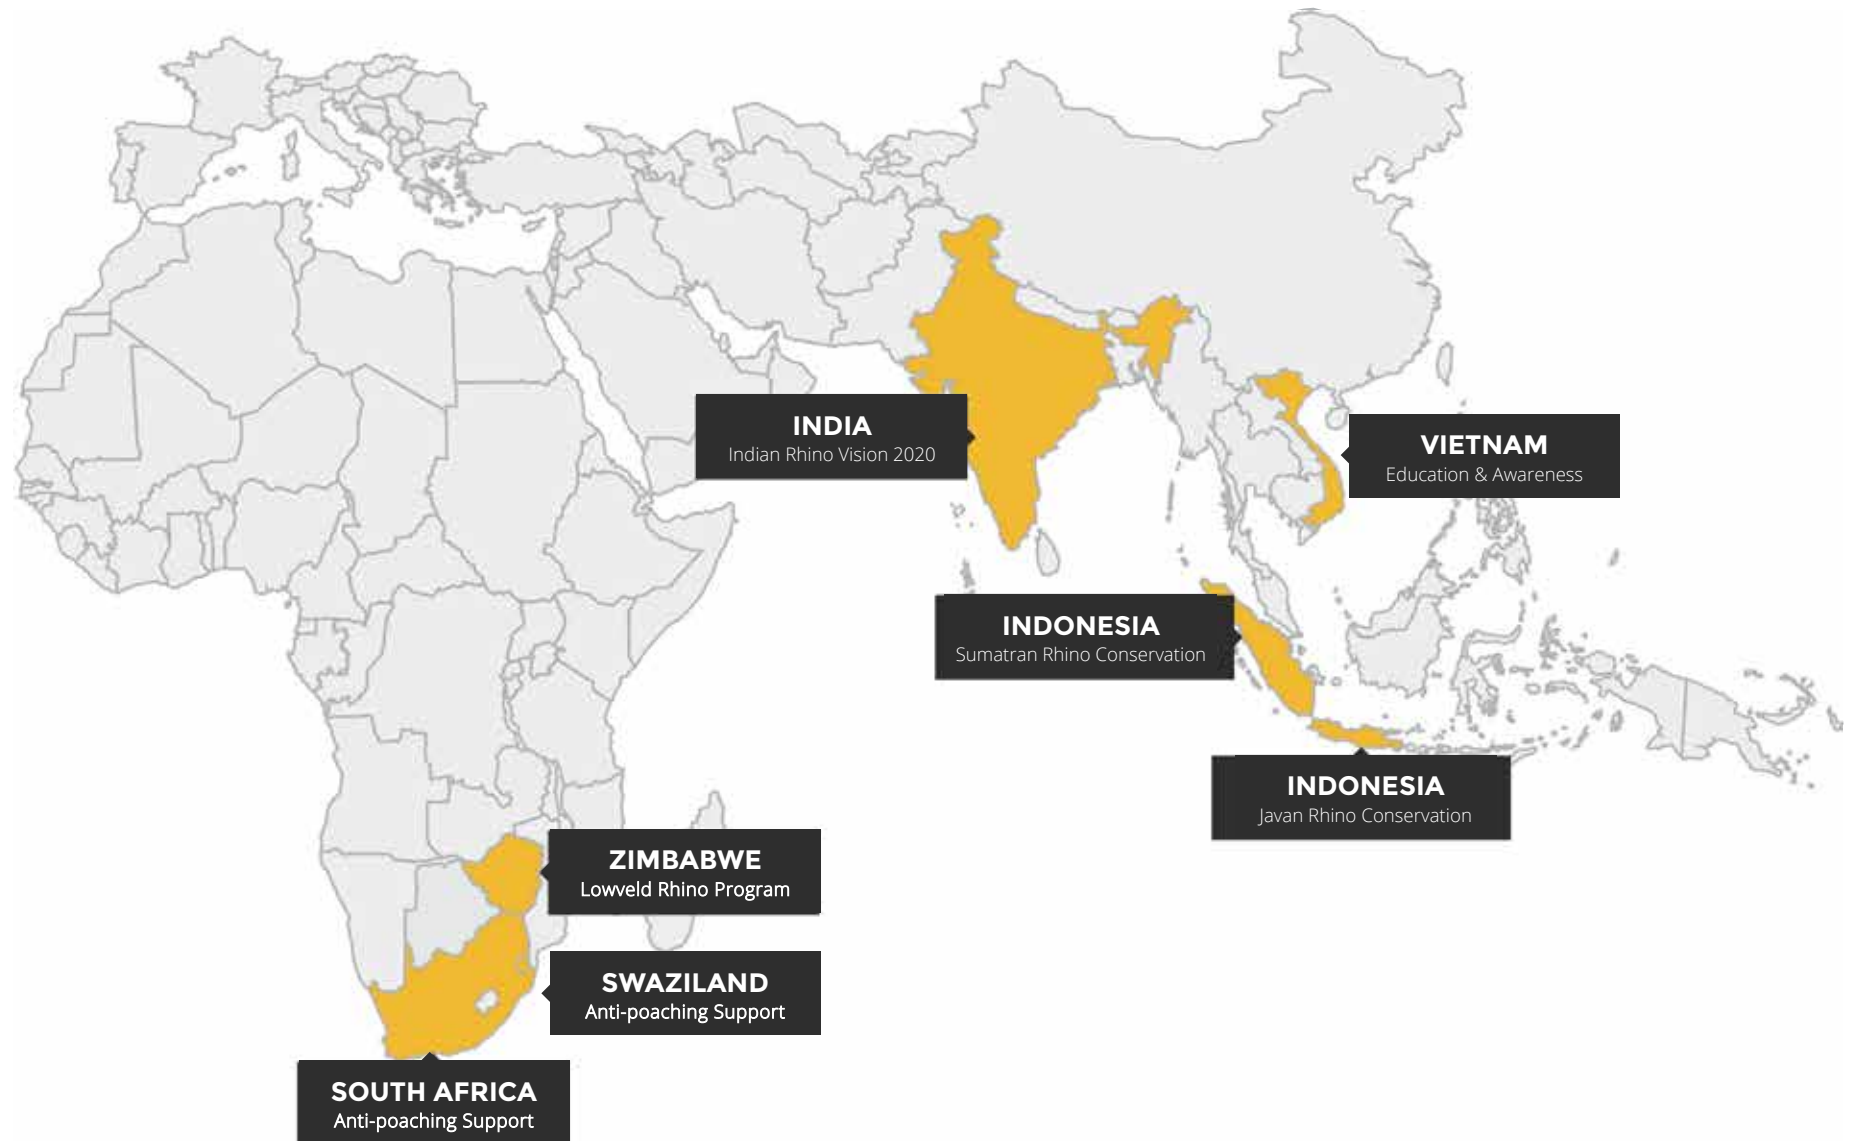 INDIA
Indian Rhino Vision 2020
VIETNAM
Education & Awareness
INDONESIA
Sumatran Rhino Conservation
INDONESIA
Javan Rhino Conservation
ZIMBABWE
Lowveld Rhino Program
SWAZILAND
Anti-poaching Support
SOUTH AFRICA
Anti-poaching Support